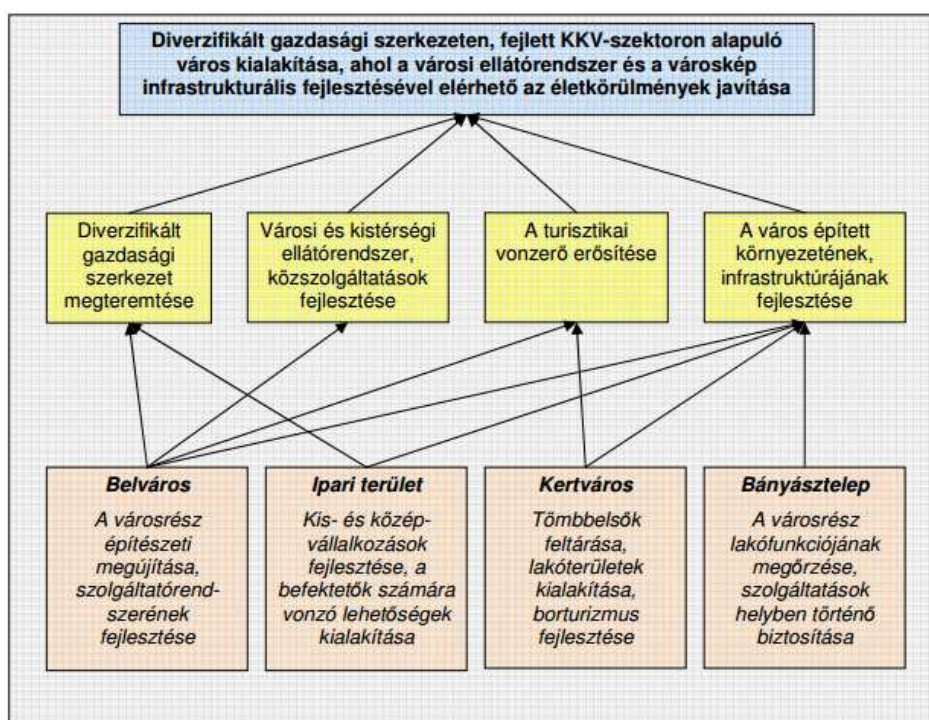 Diverzifikált gazdasági szerkezeten, fejlett KKV-szektoron alapuló
város kialakítása, ahol a városi ellátórendszer és a városkép
infrastrukturális fejlesztésével elérhető az életkörülmények javítása
Diverzifikált
gazdasági
szerkezet
megteremtése
Városi és kistérségi
ellátórendszer,
közszolgáltatások
fejlesztése
A turisztikai
vonzerő erősítése
A város épített
környezetének,
infrastruktúrájának
fejlesztése
Belváros
A városrész
építészeti
megújítása,
szolgáltatórend-
szerének
fejlesztése
Ipari terület
Kis- és közép-
vállalkozások
fejlesztése, a
befektetők számára
vonzó lehetőségek
kialakítása
Kertváros
Tömbbelsők
feltárása,
lakóterületek
kialakítása,
borturizmus
fejlesztése
Bányásztelep
A városrész
lakófunkciójának
megőrzése,
szolgáltatások
helyben történő
biztosítása